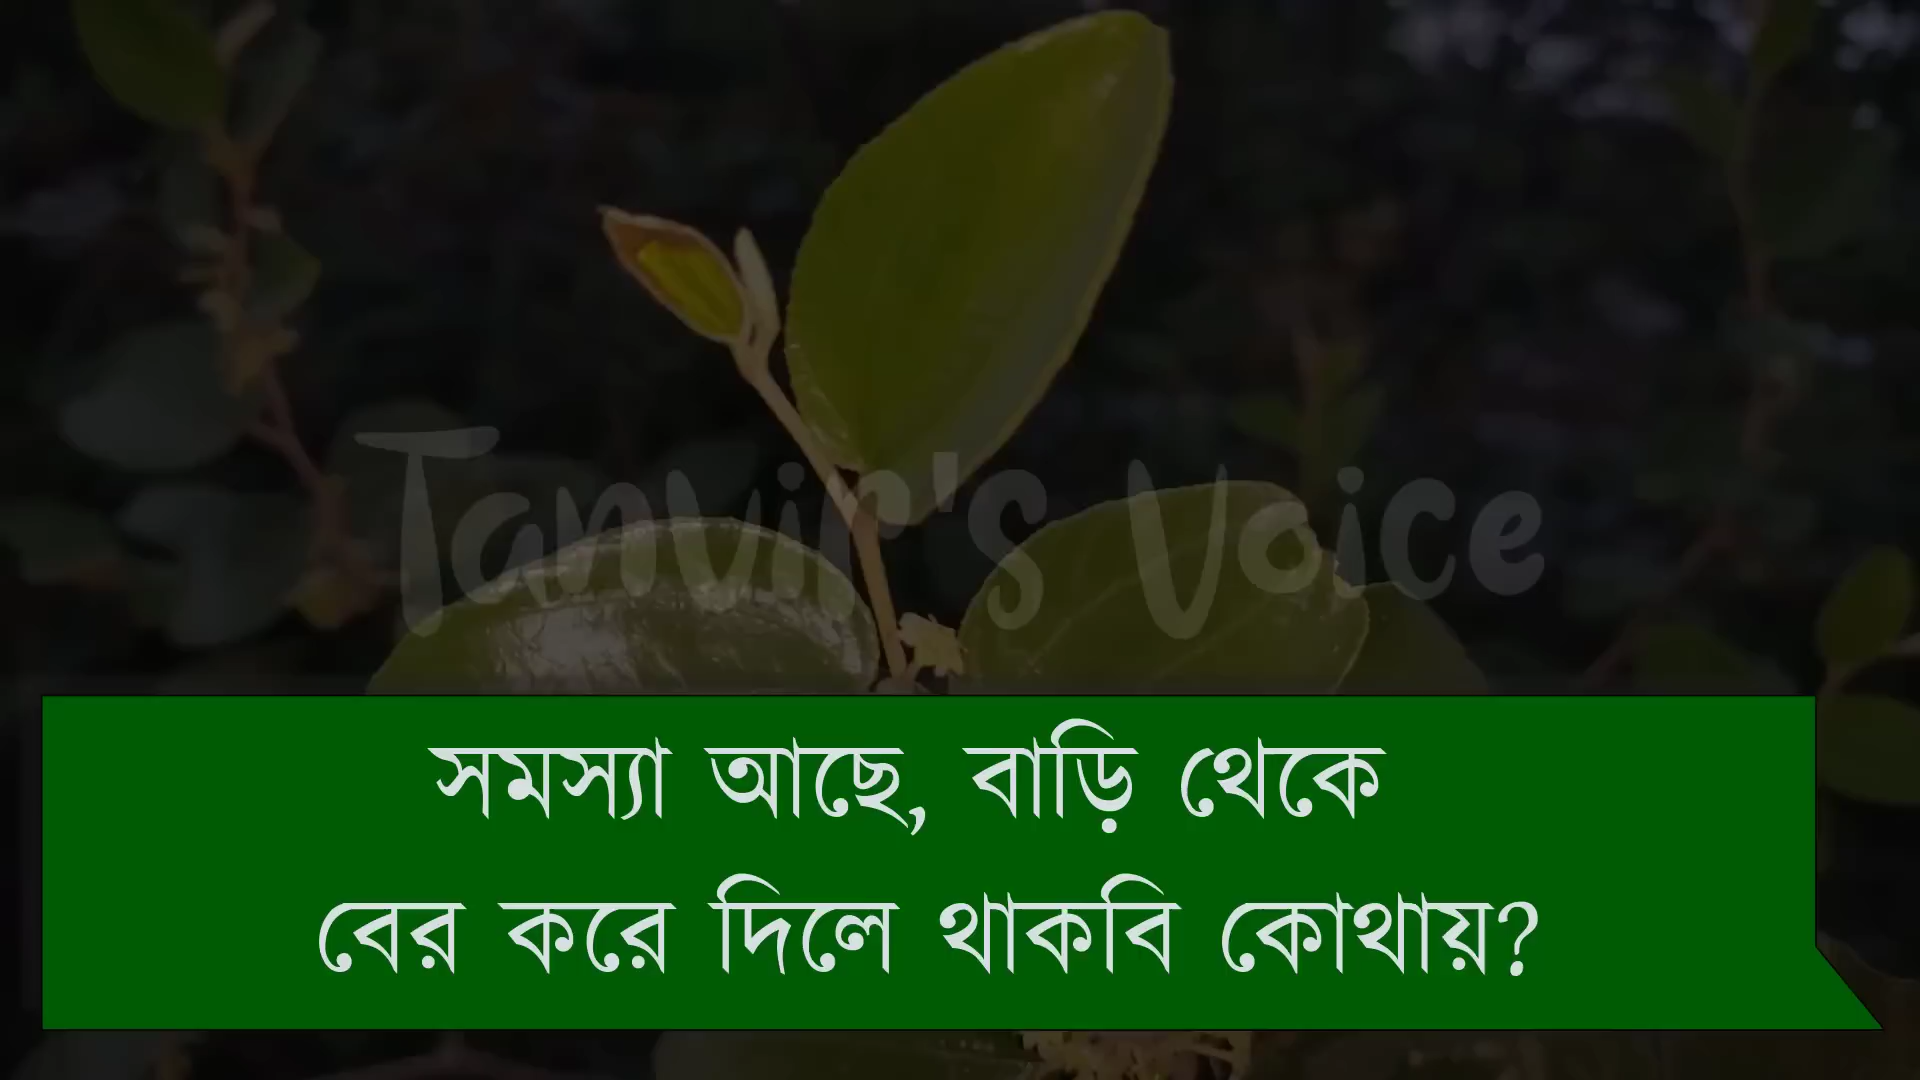 Tanvir's Voice
সমস্যা আছে, বাড়ি থেকে
বের করে দিলে থাকবি কোথায়?